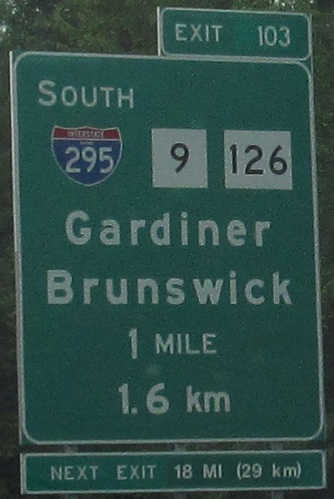 EXIT 103
SOUTH
INTERSTATE
295 9 126
Gardiner
Brunswick
1 MILE
1.6 km
NEXT EXIT 18 MI (29 km)